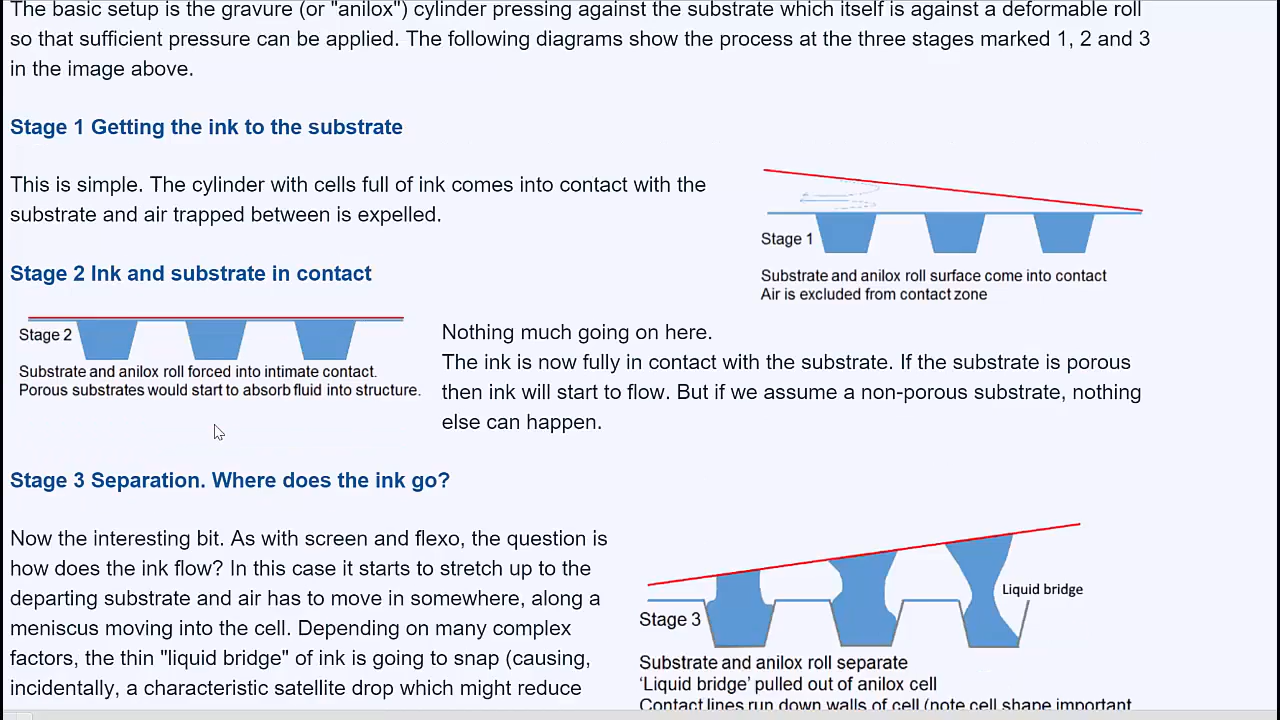 The basic setup is the gravure (or "anilox") cylinder pressing against the substrate which itself is against a deformable roll
so that sufficient pressure can be applied. The following diagrams show the process at the three stages marked 1, 2 and 3
in the image above.
Stage 1 Getting the ink to the substrate
This is simple. The cylinder with cells full of ink comes into contact with the
substrate and air trapped between is expelled.
Stage 1
Substrate and anilox roll surface come into contact
Air is excluded from contact zone
Stage 2 Ink and substrate in contact
Stage 2
Substrate and anilox roll forced into intimate contact.
Porous substrates would start to absorb fluid into structure.
Nothing much going on here.
The ink is now fully in contact with the substrate. If the substrate is porous
then ink will start to flow. But if we assume a non-porous substrate, nothing
else can happen.
Stage 3 Separation. Where does the ink go?
Now the interesting bit. As with screen and flexo, the question is
how does the ink flow? In this case it starts to stretch up to the
departing substrate and air has to move in somewhere, along a
meniscus moving into the cell. Depending on many complex
factors, the thin "liquid bridge" of ink is going to snap (causing,
incidentally, a characteristic satellite drop which might reduce
Liquid bridge
Stage 3
Substrate and anilox roll separate
‘Liquid bridge’ pulled out of anilox cell
Contact lines run down walls of cell (note cell shape important